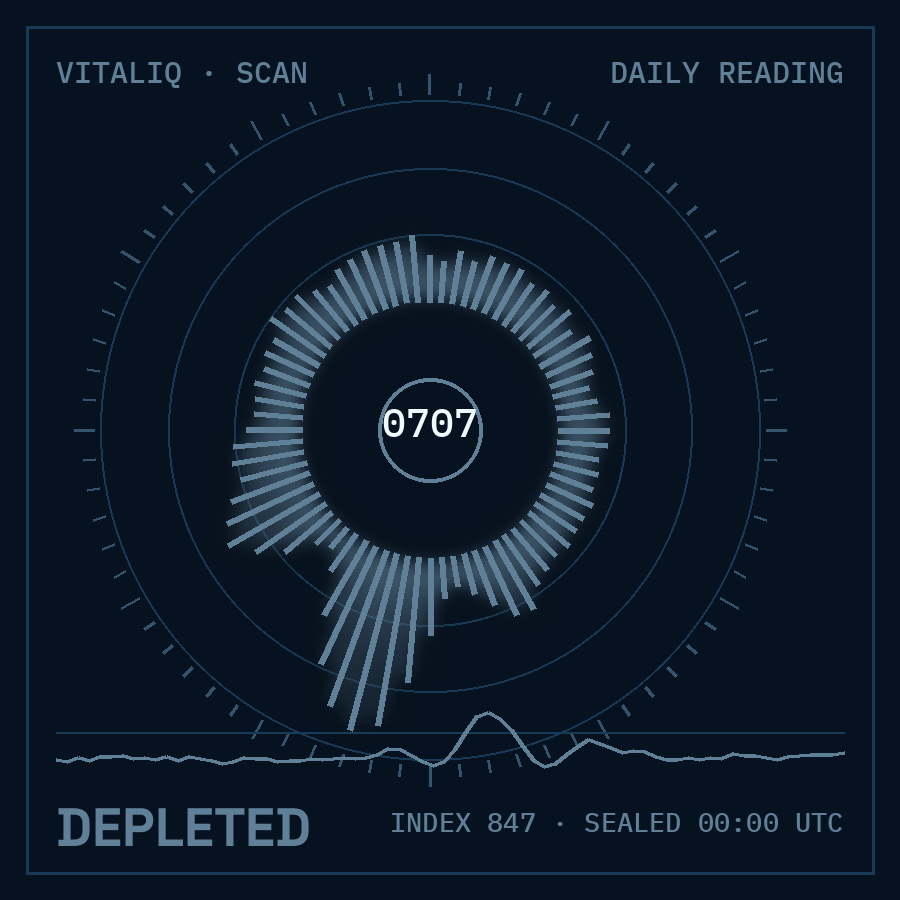 VITALIQ · SCAN
DAILY READING
0707
DEPLETED
INDEX 847 · SEALED 00:00 UTC